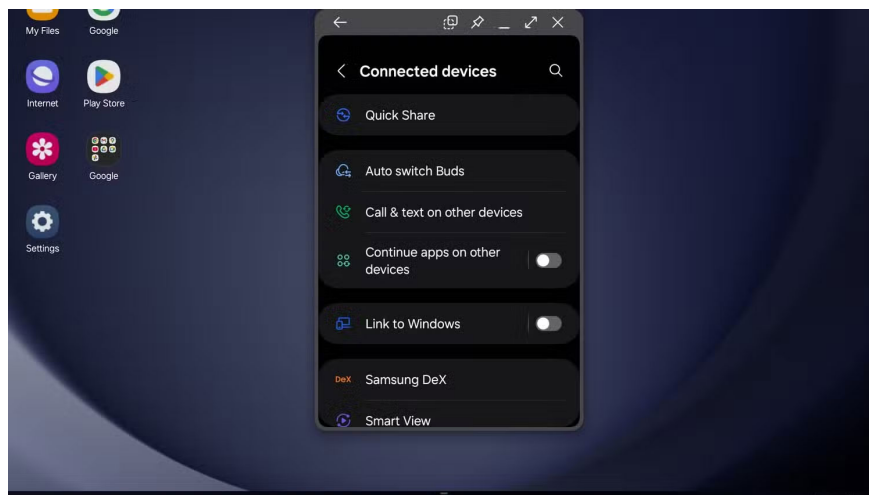 My Files
Google
Internet
Play Store
Gallery
Google
Settings
Connected devices
Quick Share
Auto switch Buds
Call & text on other devices
Continue apps on other
devices
Link to Windows
DeX
Samsung DeX
Smart View